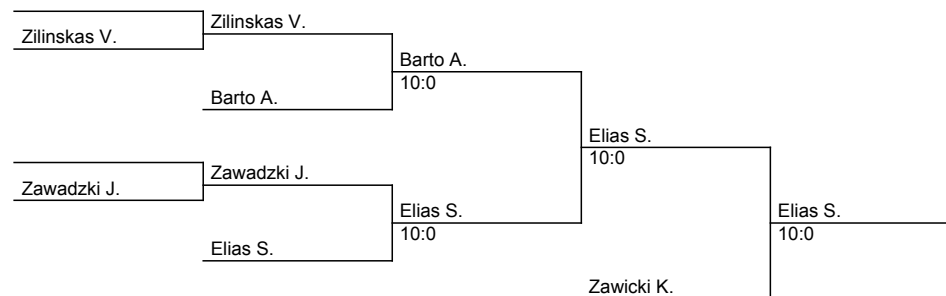 Zilinskas V.
Zilinskas V.
Barto A.
10:0
Barto A.
Elias S.
10:0
Zawadzki J.
Zawadzki J.
Elias S.
10:0
Elias S.
10:0
Elias S.
Zawicki K.